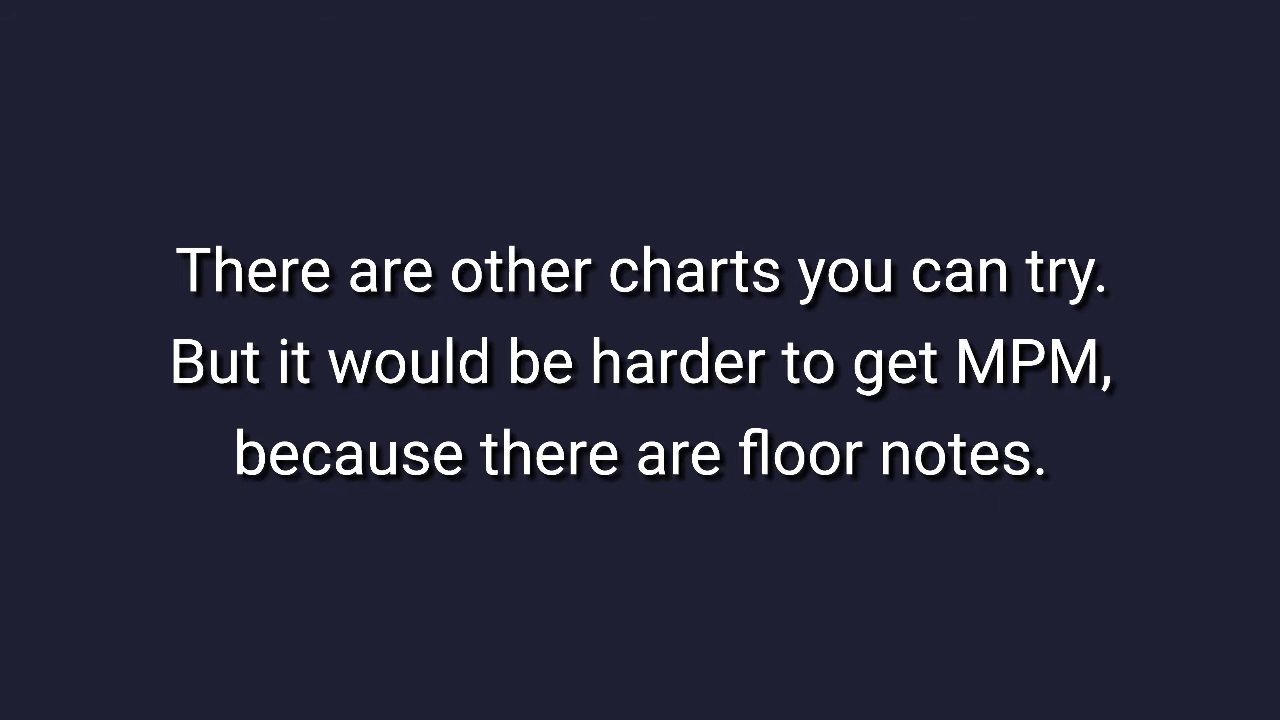 There are other charts you can try.
But it would be harder to get MPM,
because there are floor notes.